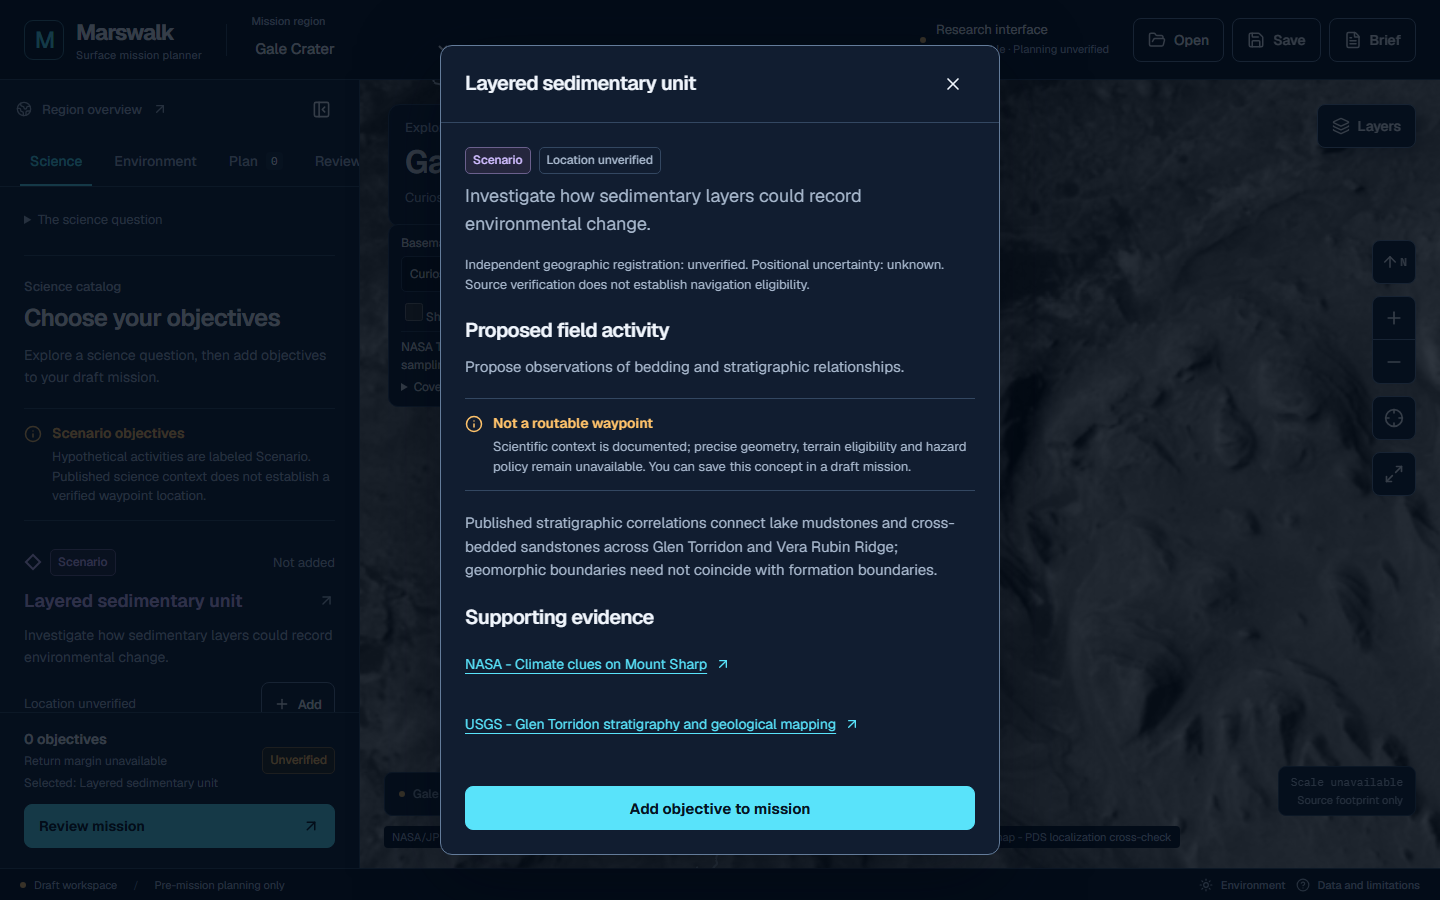 M
Marswalk
Surface mission planner
Mission region
Gale Crater
Research interface
Planning unverified
Open
Save
Brief
Region overview
Science
Environment
Plan
0
Review
The science question
Science catalog
Choose your objectives
Explore a science question, then add objectives
to your draft mission.
Scenario objectives
Hypothetical activities are labeled Scenario.
Published science context does not establish a
verified waypoint location.
Scenario
Not added
Layered sedimentary unit
Investigate how sedimentary layers could record
environmental change.
Location unverified
Add
0 objectives
Return margin unavailable
Selected: Layered sedimentary unit
Unverified
Review mission
Layered sedimentary unit
Scenario
Location unverified
Investigate how sedimentary layers could record
environmental change.
Independent geographic registration: unverified. Positional uncertainty: unknown.
Source verification does not establish navigation eligibility.
Proposed field activity
Propose observations of bedding and stratigraphic relationships.
Not a routable waypoint
Scientific context is documented; precise geometry, terrain eligibility and hazard
policy remain unavailable. You can save this concept in a draft mission.
Published stratigraphic correlations connect lake mudstones and cross-
bedded sandstones across Glen Torridon and Vera Rubin Ridge;
geomorphic boundaries need not coincide with formation boundaries.
Supporting evidence
NASA - Climate clues on Mount Sharp
USGS - Glen Torridon stratigraphy and geological mapping
Add objective to mission
Layers
N
Scale unavailable
Source footprint only
Gale
- PDS localization cross-check
Draft workspace
/
Pre-mission planning only
Environment
Data and limitations